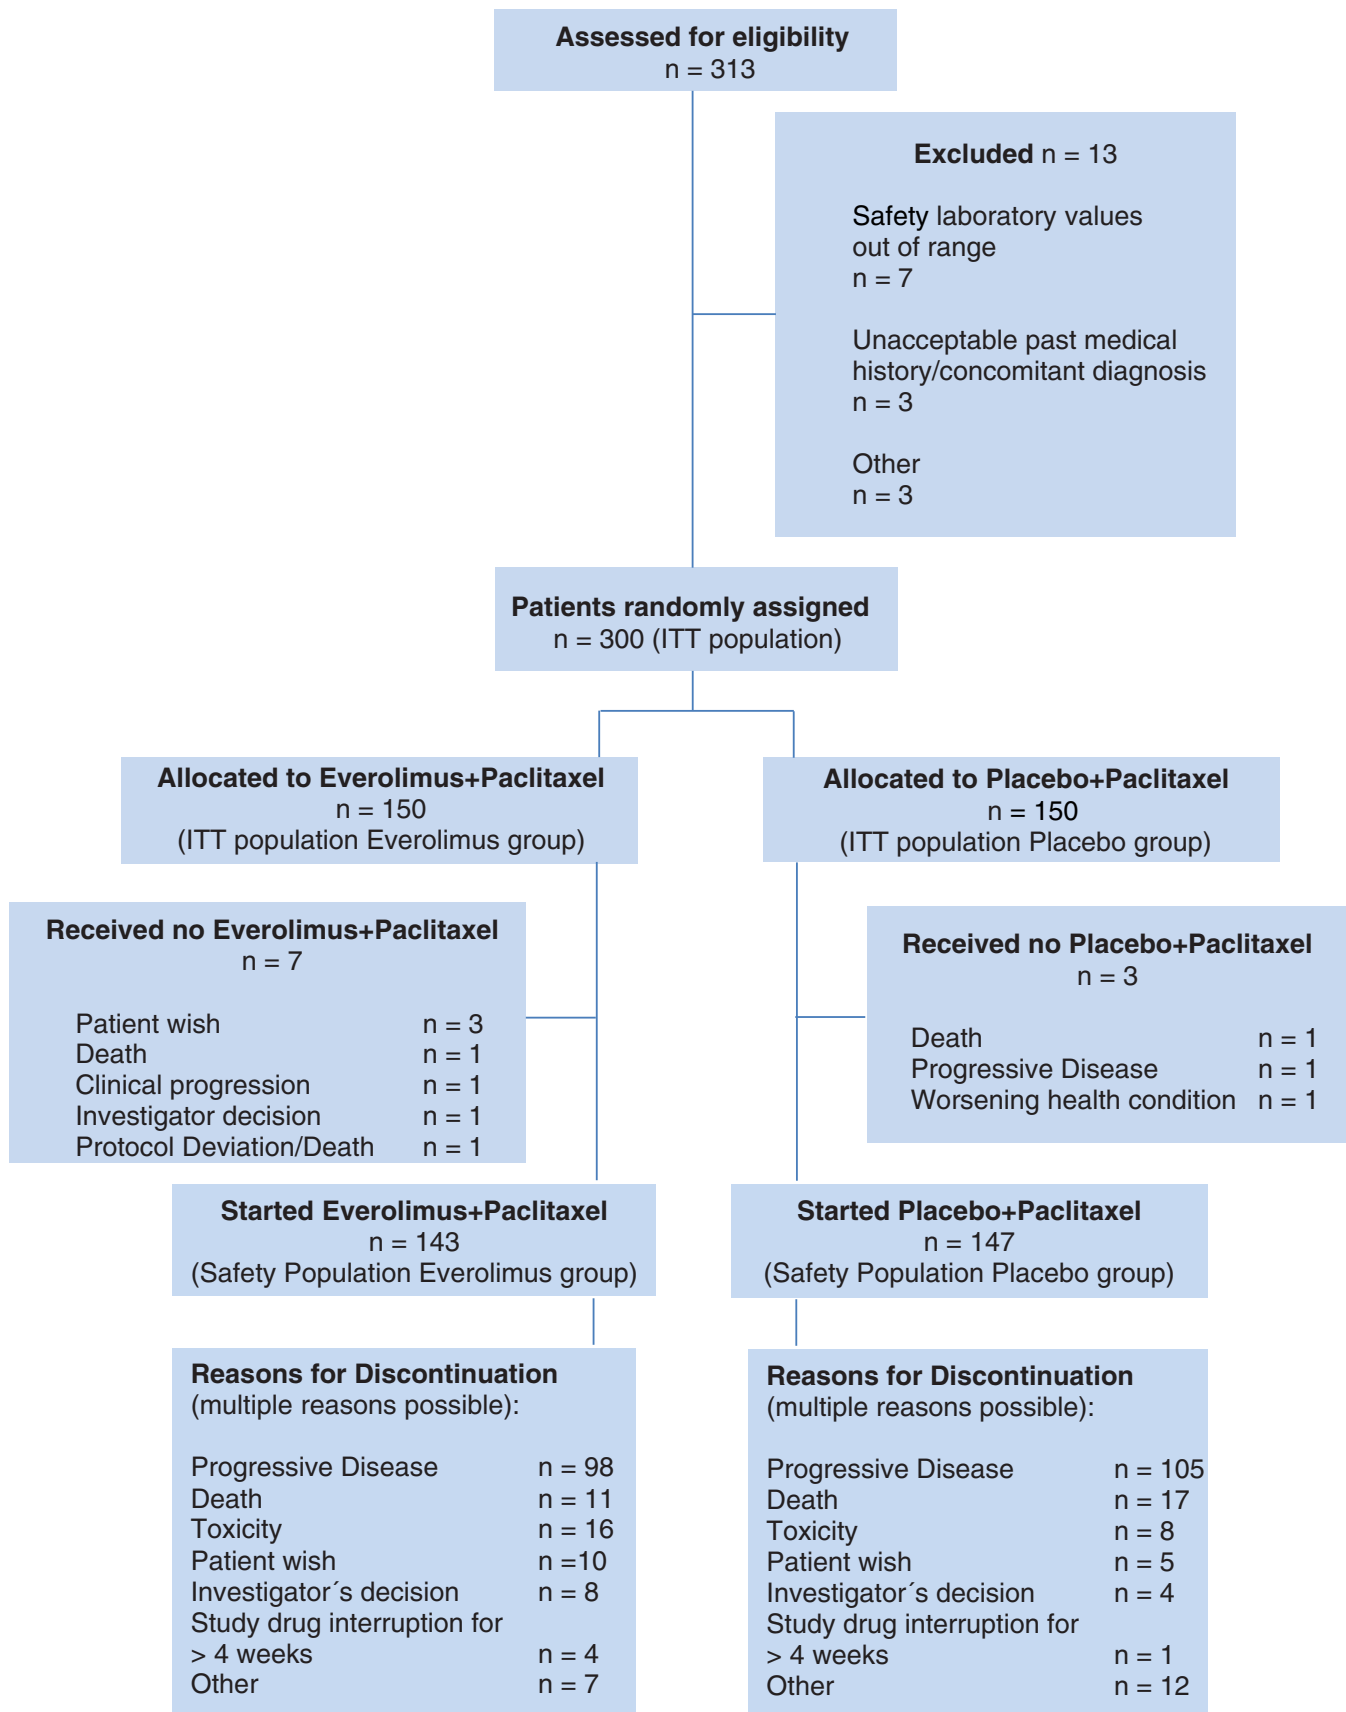 Assessed for eligibility
n = 313
Excluded n = 13
Safety laboratory values
out of range
n = 7
Unacceptable past medical
history/concomitant diagnosis
n = 3
Other
n = 3
Patients randomly assigned
n = 300 (ITT population)
Allocated to Everolimus+Paclitaxel
n = 150
(ITT population Everolimus group)
Allocated to Placebo+Paclitaxel
n = 150
(ITT population Placebo group)
Received no Everolimus+Paclitaxel
n = 7
Patient wish n = 3
Death n = 1
Clinical progression n = 1
Investigator decision n = 1
Protocol Deviation/Death n = 1
Received no Placebo+Paclitaxel
n = 3
Death n = 1
Progressive Disease n = 1
Worsening health condition n = 1
Started Everolimus+Paclitaxel
n = 143
(Safety Population Everolimus group)
Started Placebo+Paclitaxel
n = 147
(Safety Population Placebo group)
Reasons for Discontinuation
(multiple reasons possible):
Progressive Disease n = 98
Death n = 11
Toxicity n = 16
Patient wish n =10
Investigator´s decision n = 8
Study drug interruption for
> 4 weeks n = 4
Other n = 7
Reasons for Discontinuation
(multiple reasons possible):
Progressive Disease n = 105
Death n = 17
Toxicity n = 8
Patient wish n = 5
Investigator´s decision n = 4
Study drug interruption for
> 4 weeks n = 1
Other n = 12